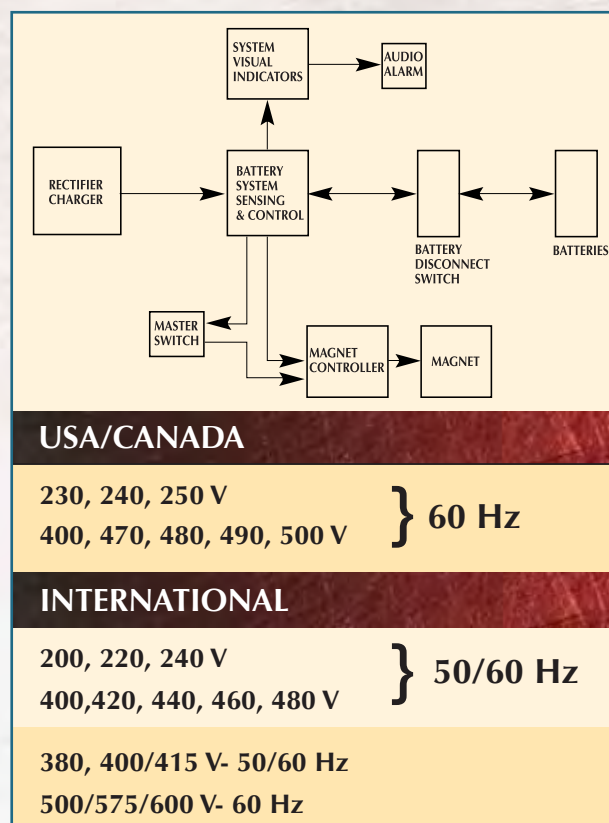 SYSTEM
VISUAL
INDICATORS
AUDIO
ALARM
RECTIFIER
CHARGER
BATTERY
SYSTEM
SENSING
& CONTROL
BATTERY
DISCONNECT
SWITCH
BATTERIES
MASTER
SWITCH
MAGNET
CONTROLLER
MAGNET
USA/CANADA
230, 240, 250 V
400, 470, 480, 490, 500 V
} 60 Hz
INTERNATIONAL
200, 220, 240 V
400,420, 440, 460, 480 V
} 50/60 Hz
380, 400/415 V- 50/60 Hz
500/575/600 V- 60 Hz